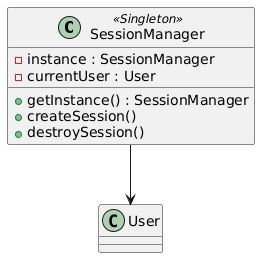 «Singleton»
C SessionManager
instance : SessionManager
currentUser : User
getInstance() : SessionManager
createSession()
destroySession()
C User